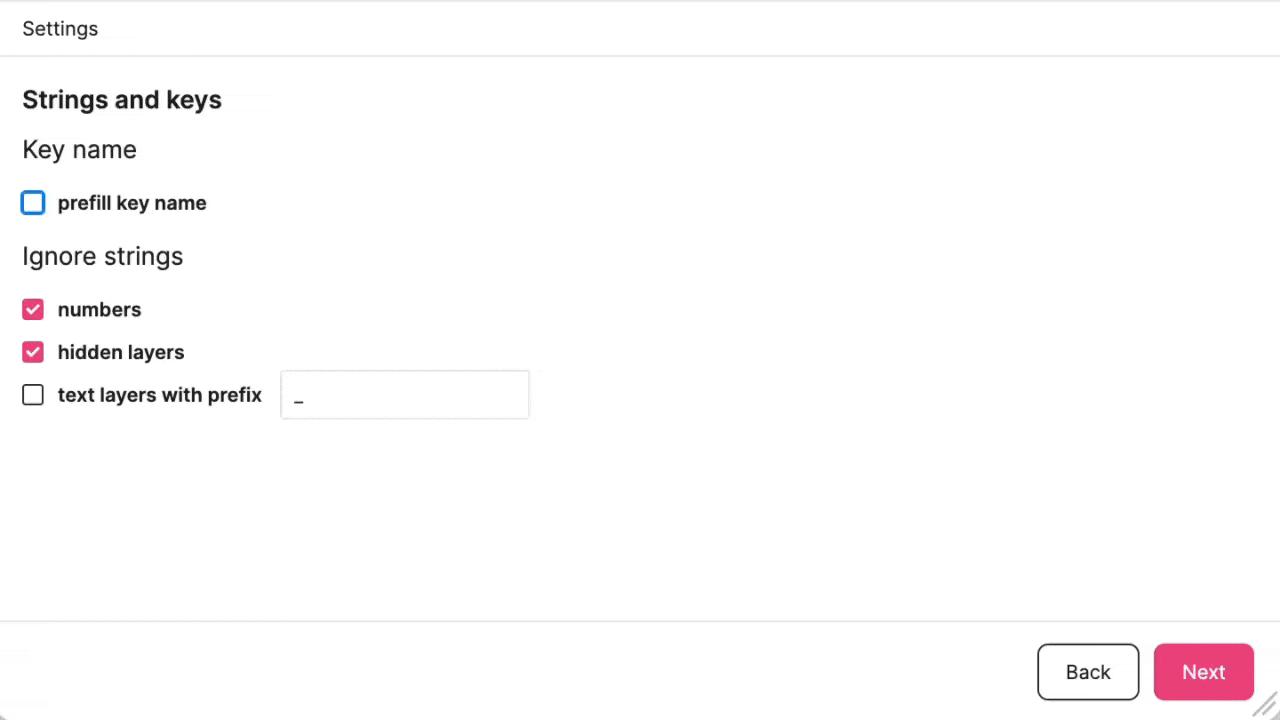 Settings
Strings and keys
Key name
prefill key name
Ignore strings
numbers
hidden layers
text layers with prefix _
Back Next